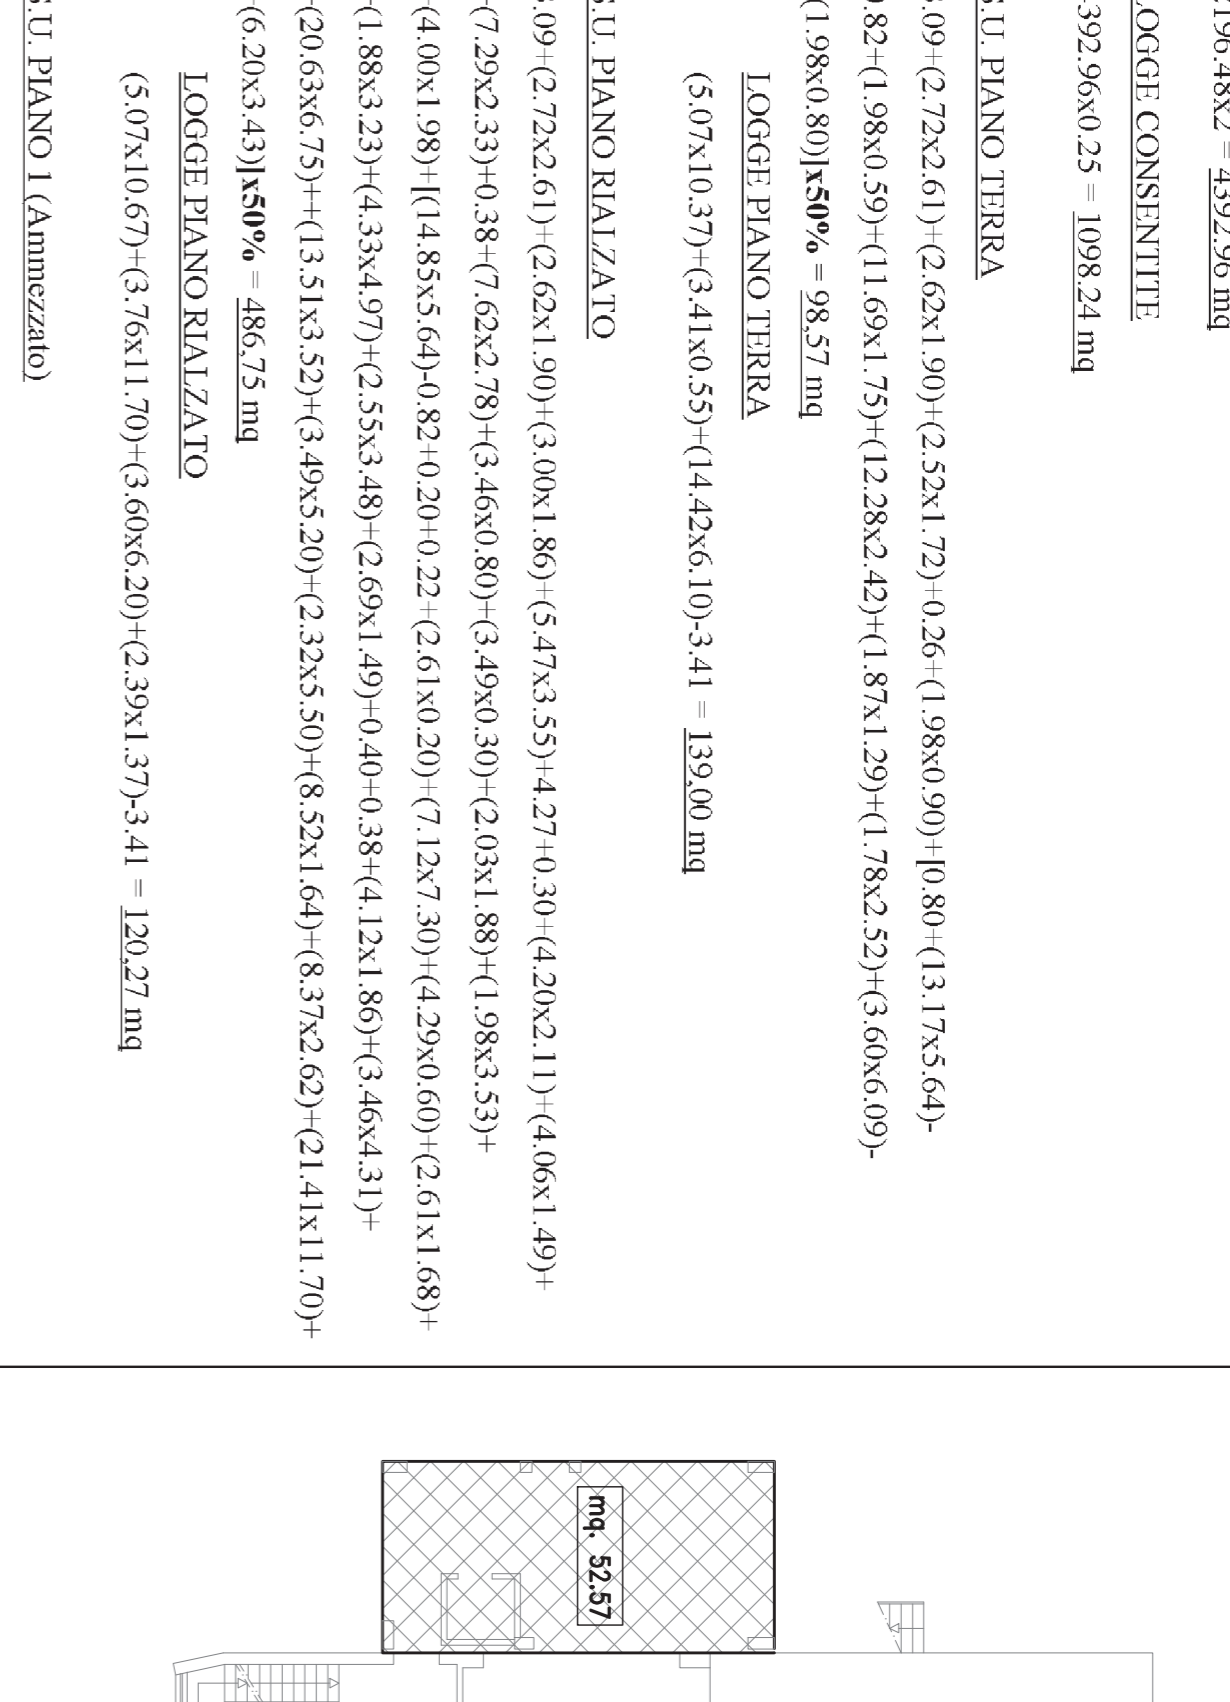 196.48x2 = 4392.96 mq
LOGGE CONSENTITE
392.96x0.25 = 1098.24 mq
S.U. PIANO TERRA
.09+(2.72x2.61)+(2.62x1.90)+(2.52x1.72)+0.26+(1.98x0.90)+[0.80+(13.17x5.64)-
0.82+(1.98x0.59)+(11.69x1.75)+(12.28x2.42)+(1.87x1.29)+(1.78x2.52)+(3.60x6.09)-
(1.98x0.80)]x50% = 98,57 mq
LOGGE PIANO TERRA
(5.07x10.37)+(3.41x0.55)+(14.42x6.10)-3.41 = 139,00 mq
S.U. PIANO RIALZATO
.09+(2.72x2.61)+(2.62x1.90)+(3.00x1.86)+(5.47x3.55)+4.27+0.30+(4.20x2.11)+(4.06x1.49)+
+(7.29x2.33)+0.38+(7.62x2.78)+(3.46x0.80)+(3.49x0.30)+(2.03x1.88)+(1.98x3.53)+
+(4.00x1.98)+[(14.85x5.64)-0.82+0.20+0.22+(2.61x0.20)+(7.12x7.30)+(4.29x0.60)+(2.61x1.68)+
+(1.88x3.23)+(4.33x4.97)+(2.55x3.48)+(2.69x1.49)+0.40+0.38+(4.12x1.86)+(3.46x4.31)+
+(20.63x6.75)++(13.51x3.52)+(3.49x5.20)+(2.32x5.50)+(8.52x1.64)+(8.37x2.62)+(21.41x11.70)+
+(6.20x3.43)]x50% = 486,75 mq
LOGGE PIANO RIALZATO
(5.07x10.67)+(3.76x11.70)+(3.60x6.20)+(2.39x1.37)-3.41 = 120,27 mq
S.U. PIANO 1 (Ammezzato)
mq. 52.57